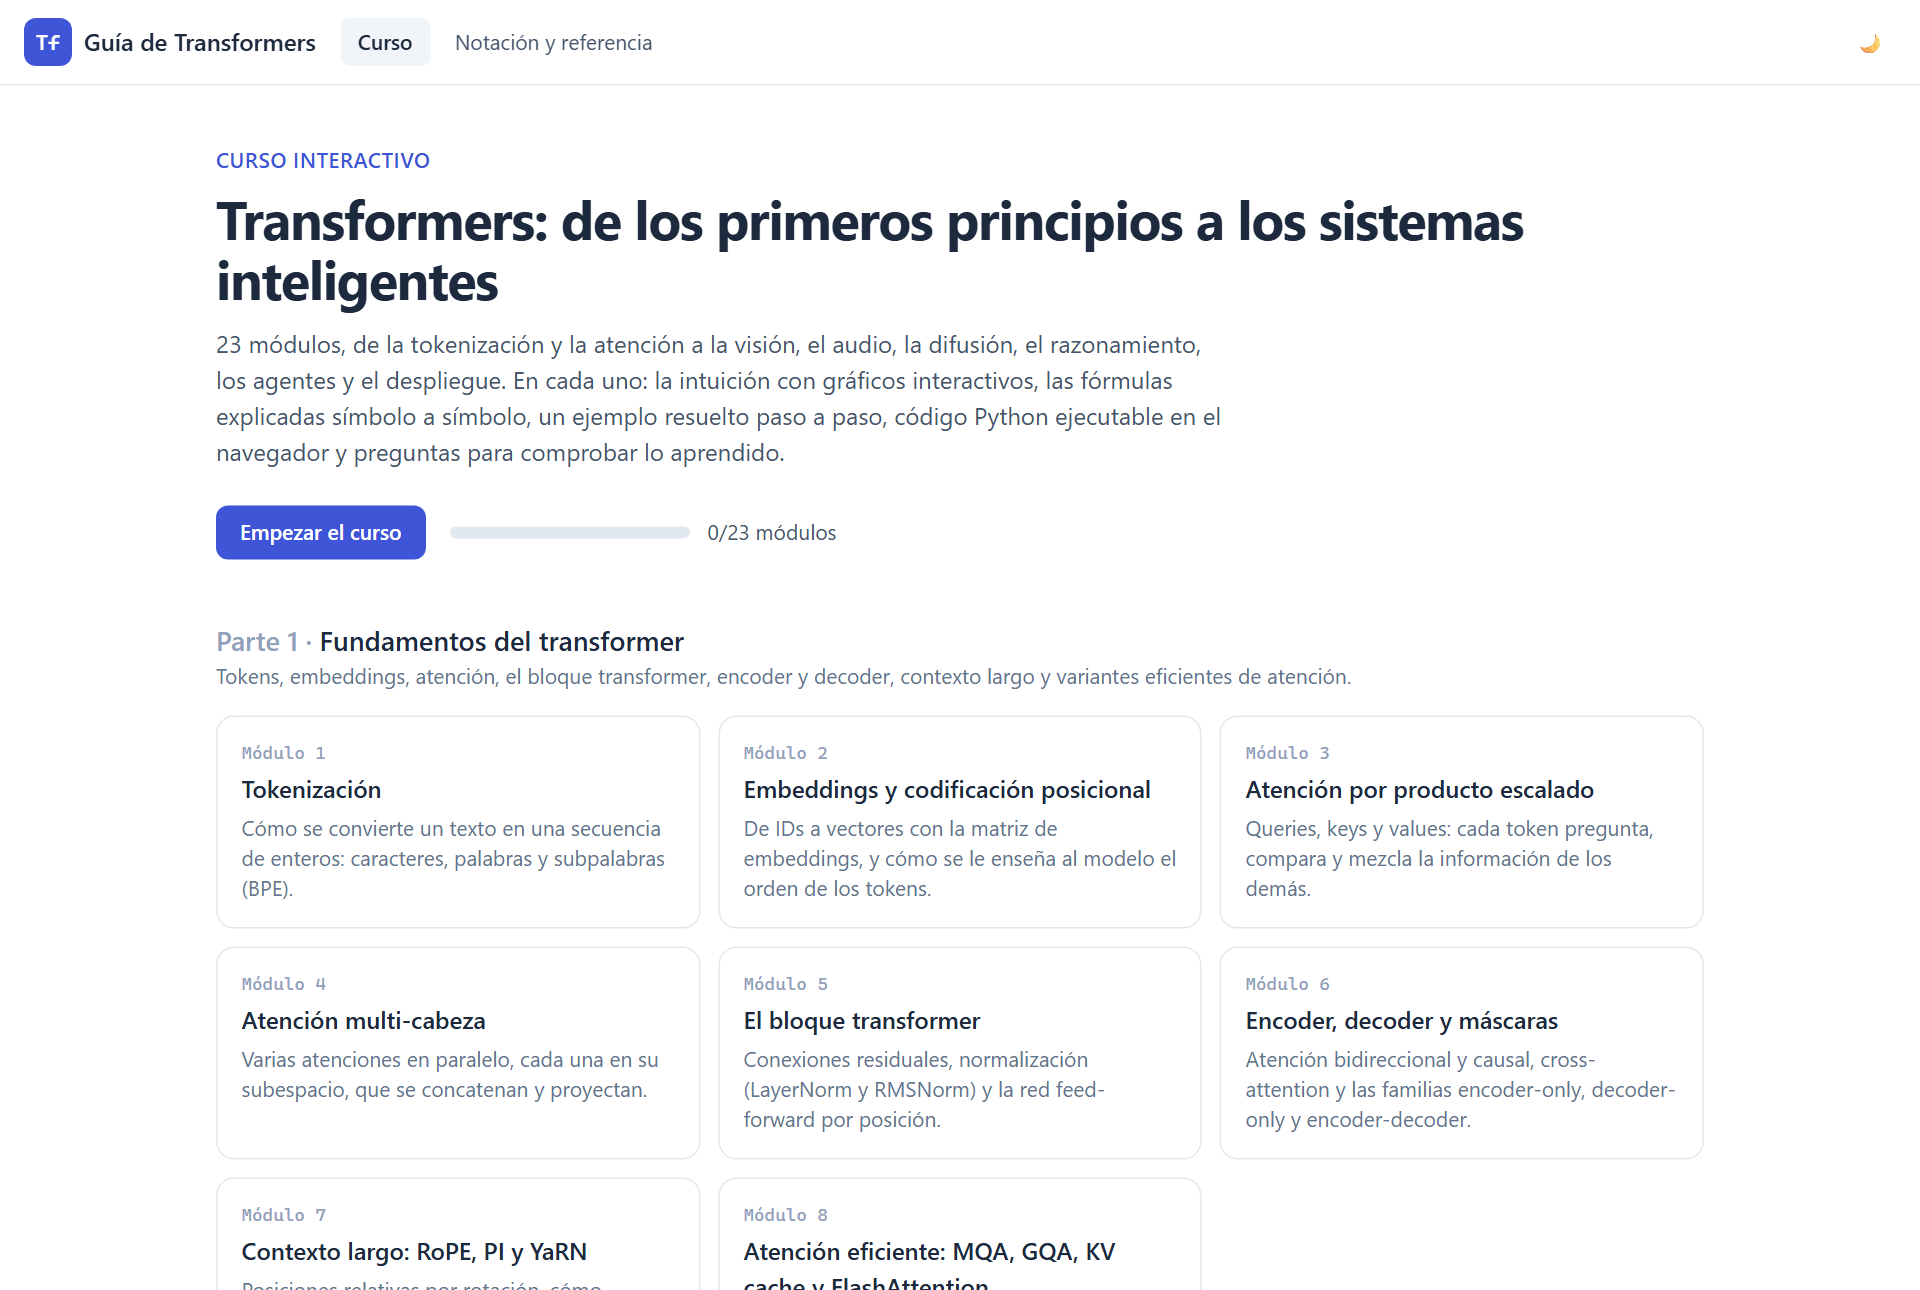 Tf Guía de Transformers Curso Notación y referencia
CURSO INTERACTIVO
Transformers: de los primeros principios a los sistemas
inteligentes
23 módulos, de la tokenización y la atención a la visión, el audio, la difusión, el razonamiento,
los agentes y el despliegue. En cada uno: la intuición con gráficos interactivos, las fórmulas
explicadas símbolo a símbolo, un ejemplo resuelto paso a paso, código Python ejecutable en el
navegador y preguntas para comprobar lo aprendido.
Empezar el curso 0/23 módulos
Parte 1 · Fundamentos del transformer
Tokens, embeddings, atención, el bloque transformer, encoder y decoder, contexto largo y variantes eficientes de atención.
Módulo 1
Tokenización
Cómo se convierte un texto en una secuencia
de enteros: caracteres, palabras y subpalabras
(BPE).
Módulo 2
Embeddings y codificación posicional
De IDs a vectores con la matriz de
embeddings, y cómo se le enseña al modelo el
orden de los tokens.
Módulo 3
Atención por producto escalado
Queries, keys y values: cada token pregunta,
compara y mezcla la información de los
demás.
Módulo 4
Atención multi-cabeza
Varias atenciones en paralelo, cada una en su
subespacio, que se concatenan y proyectan.
Módulo 5
El bloque transformer
Conexiones residuales, normalización
(LayerNorm y RMSNorm) y la red feed-
forward por posición.
Módulo 6
Encoder, decoder y máscaras
Atención bidireccional y causal, cross-
attention y las familias encoder-only, decoder-
only y encoder-decoder.
Módulo 7
Contexto largo: RoPE, PI y YaRN
Posiciones relativas por rotación, cómo
Módulo 8
Atención eficiente: MQA, GQA, KV
cache y FlashAttention